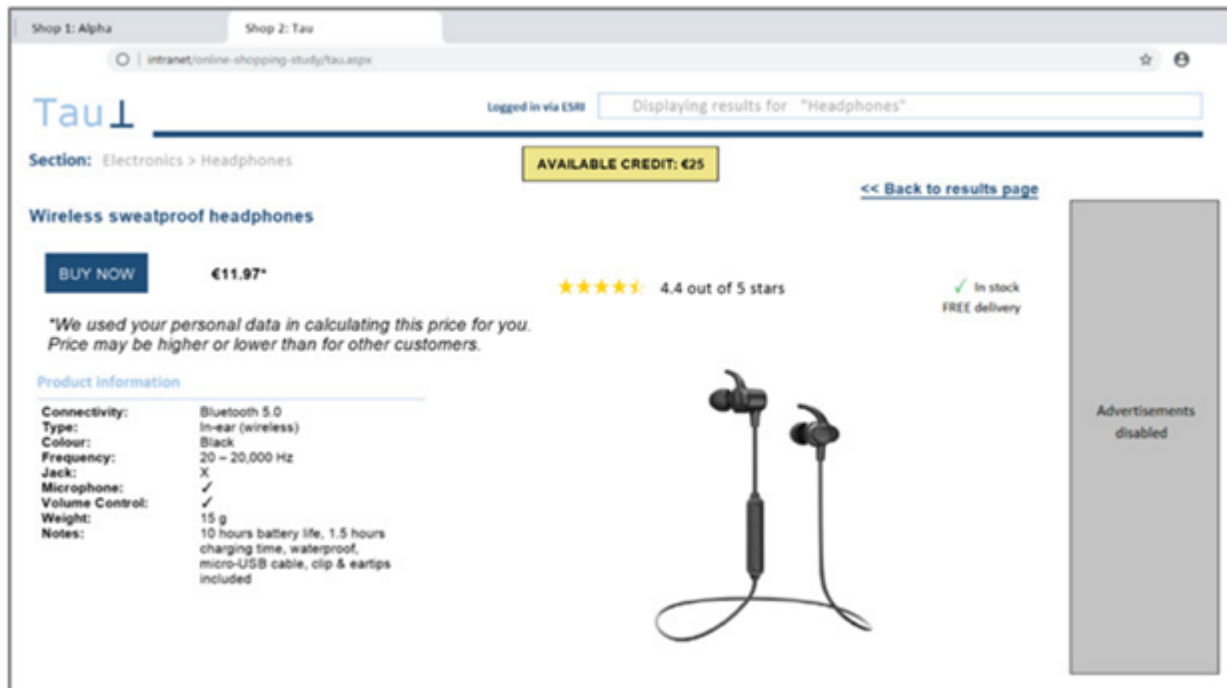 Shop 1: Alpha
Shop 2: Tau
intranet/online-shopping-study/tau.aspx
Tau
Logged in via ESRI
Displaying results for "Headphones"
Section: Electronics > Headphones
AVAILABLE CREDIT: €25
<< Back to results page
Wireless sweatproof headphones
BUY NOW
€11.97*
4.4 out of 5 stars
✓ In stock
FREE delivery
*We used your personal data in calculating this price for you.
Price may be higher or lower than for other customers.
Product information
Connectivity: Bluetooth 5.0
Type: In-ear (wireless)
Colour: Black
Frequency: 20 – 20,000 Hz
Jack: X
Microphone: ✓
Volume Control: ✓
Weight: 15 g
Notes: 10 hours battery life, 1.5 hours
charging time, waterproof,
micro-USB cable, clip & eartips
included
Advertisements
disabled